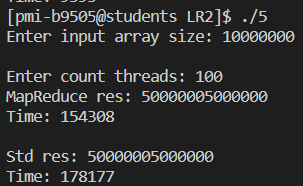 [pmi-b9505@students LR2]$ ./5
Enter input array size: 10000000
Enter count threads: 100
MapReduce res: 50000005000000
Time: 154308
Std res: 50000005000000
Time: 178177